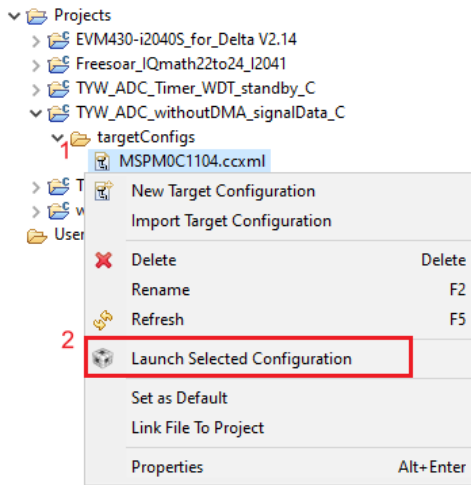 Projects
EVM430-i2040S_for_Delta V2.14
Freesoar_IQmath22to24_I2041
TYW_ADC_Timer_WDT_standby_C
TYW_ADC_withoutDMA_signalData_C
targetConfigs
1
MSPM0C1104.ccxml
T
New Target Configuration
w
Import Target Configuration
User
Delete Delete
Rename F2
Refresh F5
2
Launch Selected Configuration
Set as Default
Link File To Project
Properties Alt+Enter